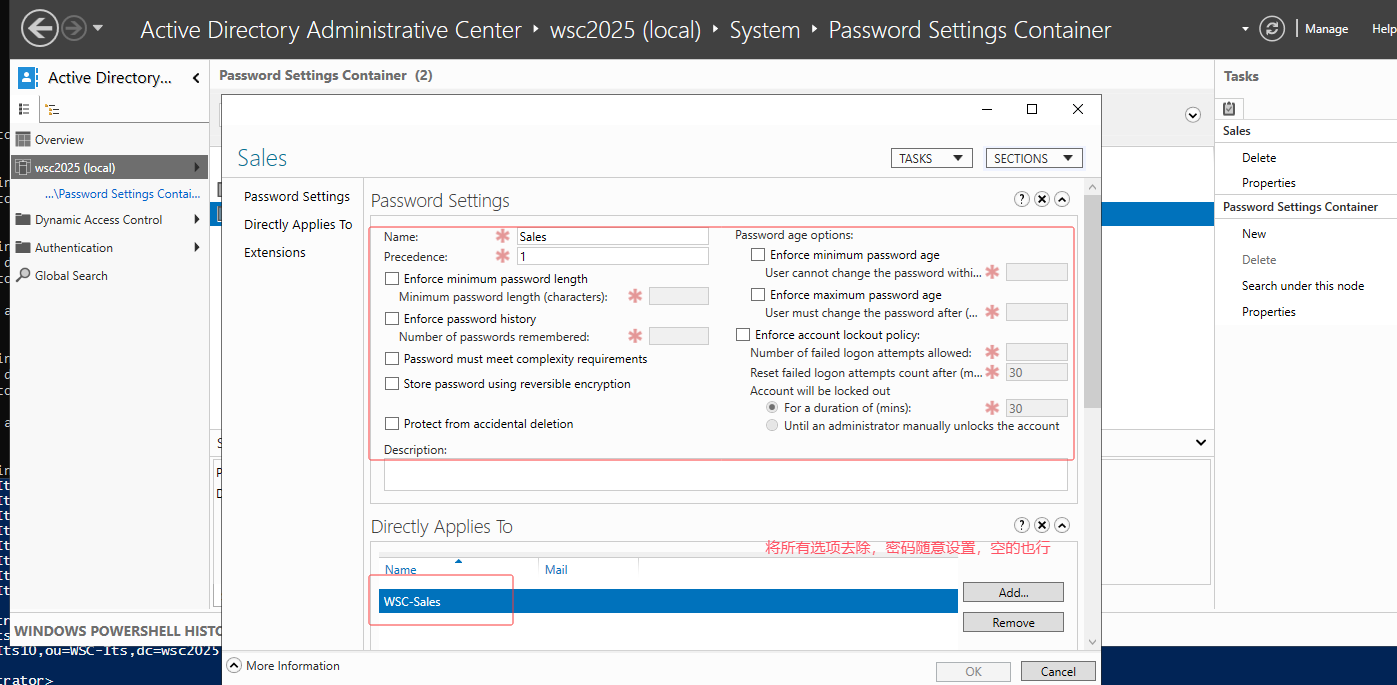 Active Directory Administrative Center ‣ wsc2025 (local) ‣ System ‣ Password Settings Container
Manage
Help
Active Directory...
Password Settings Container (2)
Tasks
Overview
wsc2025 (local)
...\Password Settings Contai...
Dynamic Access Control
Authentication
Global Search
Sales
TASKS
SECTIONS
Password Settings
Directly Applies To
Extensions
Password Settings
Name: * Sales
Precedence: * 1
Enforce minimum password length
Minimum password length (characters): *
Enforce password history
Number of passwords remembered: *
Password must meet complexity requirements
Store password using reversible encryption
Protect from accidental deletion
Description:
Password age options:
Enforce minimum password age
User cannot change the password withi... *
Enforce maximum password age
User must change the password after (... *
Enforce account lockout policy:
Number of failed logon attempts allowed: *
Reset failed logon attempts count after (m... * 30
Account will be locked out
For a duration of (mins): * 30
Until an administrator manually unlocks the account
Directly Applies To
将所有选项去除，密码随意设置，空的也行
Name
Mail
WSC-Sales
Add...
Remove
More Information
OK
Cancel
Sales
Delete
Properties
Password Settings Container
New
Delete
Search under this node
Properties
WINDOWS POWERSHELL HISTO
ts10,ou=WSC-Its,dc=wsc2025
trator>